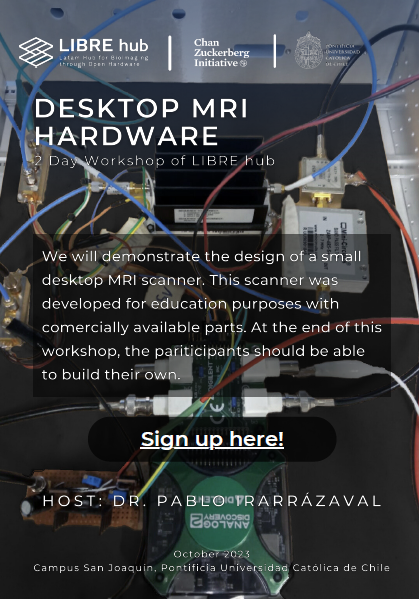 LIBRE hub
Latam Hub for Bioimaging
through Open Hardware
Chan
Zuckerberg
Initiative
PONTIFICIA
UNIVERSIDAD
CATÓLICA
DE CHILE
DESKTOP MRI
HARDWARE
2 Day Workshop of LIBRE hub
We will demonstrate the design of a small
desktop MRI scanner. This scanner was
developed for education purposes with
comercially available parts. At the end of this
workshop, the pariticipants should be able
to build their own.
Sign up here!
HOST: DR. PABLO IRARRÁZAVAL
DIGILENT
ANALOG
DISCOVERY
October 2023
Campus San Joaquin, Pontificia Universidad Católica de Chile